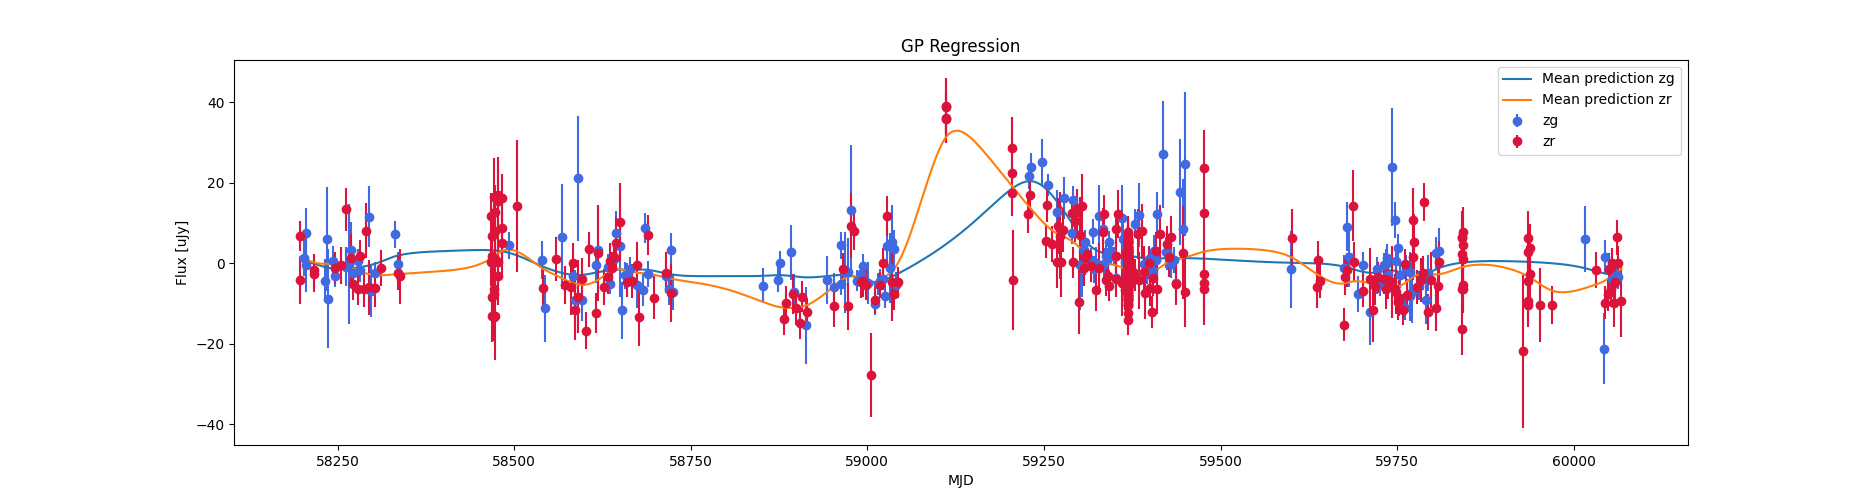 GP Regression
Flux [uJy]
40
20
0
−20
−40
58250
58500
58750
59000
59250
59500
59750
60000
MJD
Mean prediction zg
Mean prediction zr
zg
zr